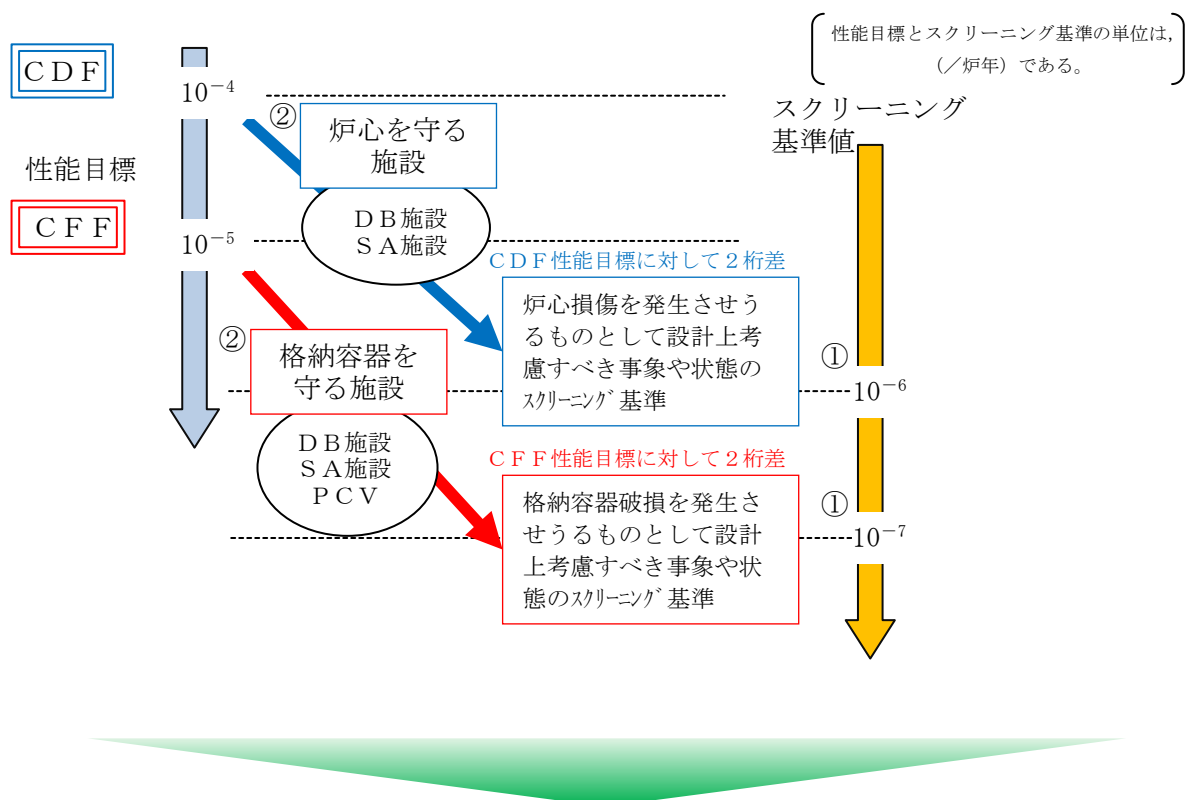 性能目標とスクリーニング基準の単位は,
(／炉年) である。
ＣＤＦ
10⁻⁴
性能目標
ＣＦＦ
10⁻⁵
②
炉心を守る
施設
ＤＢ施設
ＳＡ施設
スクリーニング
基準値
ＣＤＦ性能目標に対して２桁差
炉心損傷を発生させう
るものとして設計上考
慮すべき事象や状態の
ｽｸﾘｰﾆﾝｸﾞ基準
①
10⁻⁶
②
格納容器を
守る施設
ＤＢ施設
ＳＡ施設
ＰＣＶ
ＣＦＦ性能目標に対して２桁差
格納容器破損を発生さ
せうるものとして設計
上考慮すべき事象や状
態のｽｸﾘｰﾆﾝｸﾞ基準
①
10⁻⁷